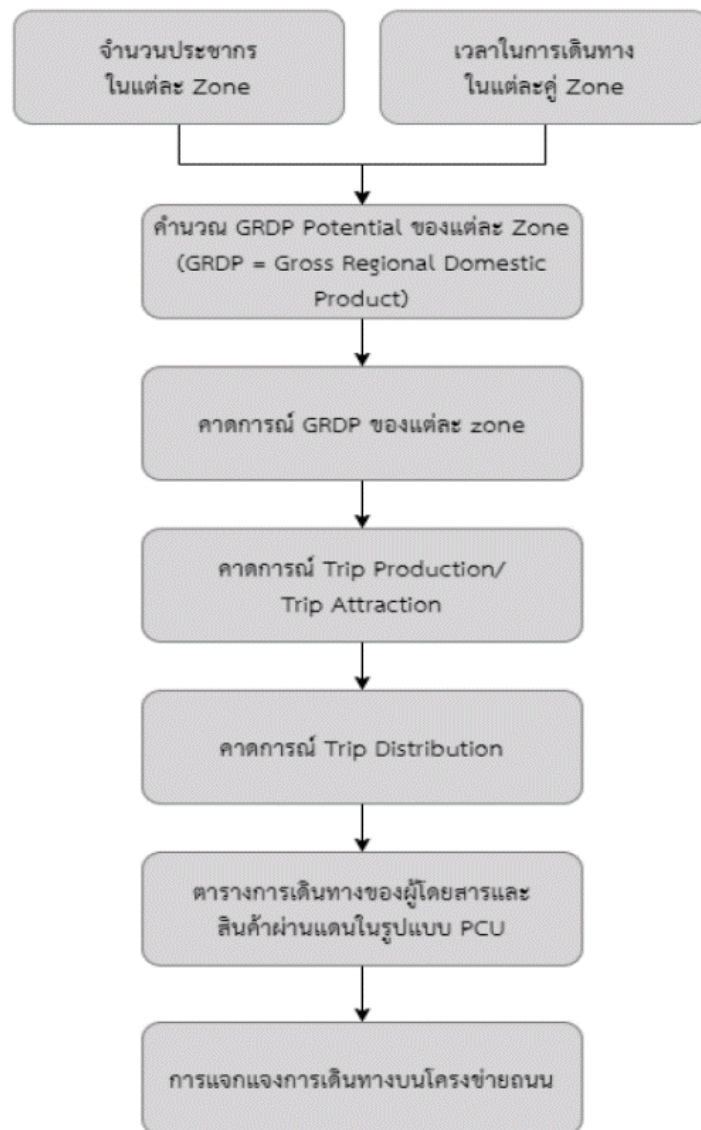 จำนวนประชากร
ในแต่ละ Zone
เวลาในการเดินทาง
ในแต่ละคู่ Zone
คำนวณ GRDP Potential ของแต่ละ Zone
(GRDP = Gross Regional Domestic
Product)
คาดการณ์ GRDP ของแต่ละ zone
คาดการณ์ Trip Production/
Trip Attraction
คาดการณ์ Trip Distribution
ตารางการเดินทางของผู้โดยสารและ
สินค้าผ่านแดนในรูปแบบ PCU
การแจกแจงการเดินทางบนโครงข่ายถนน